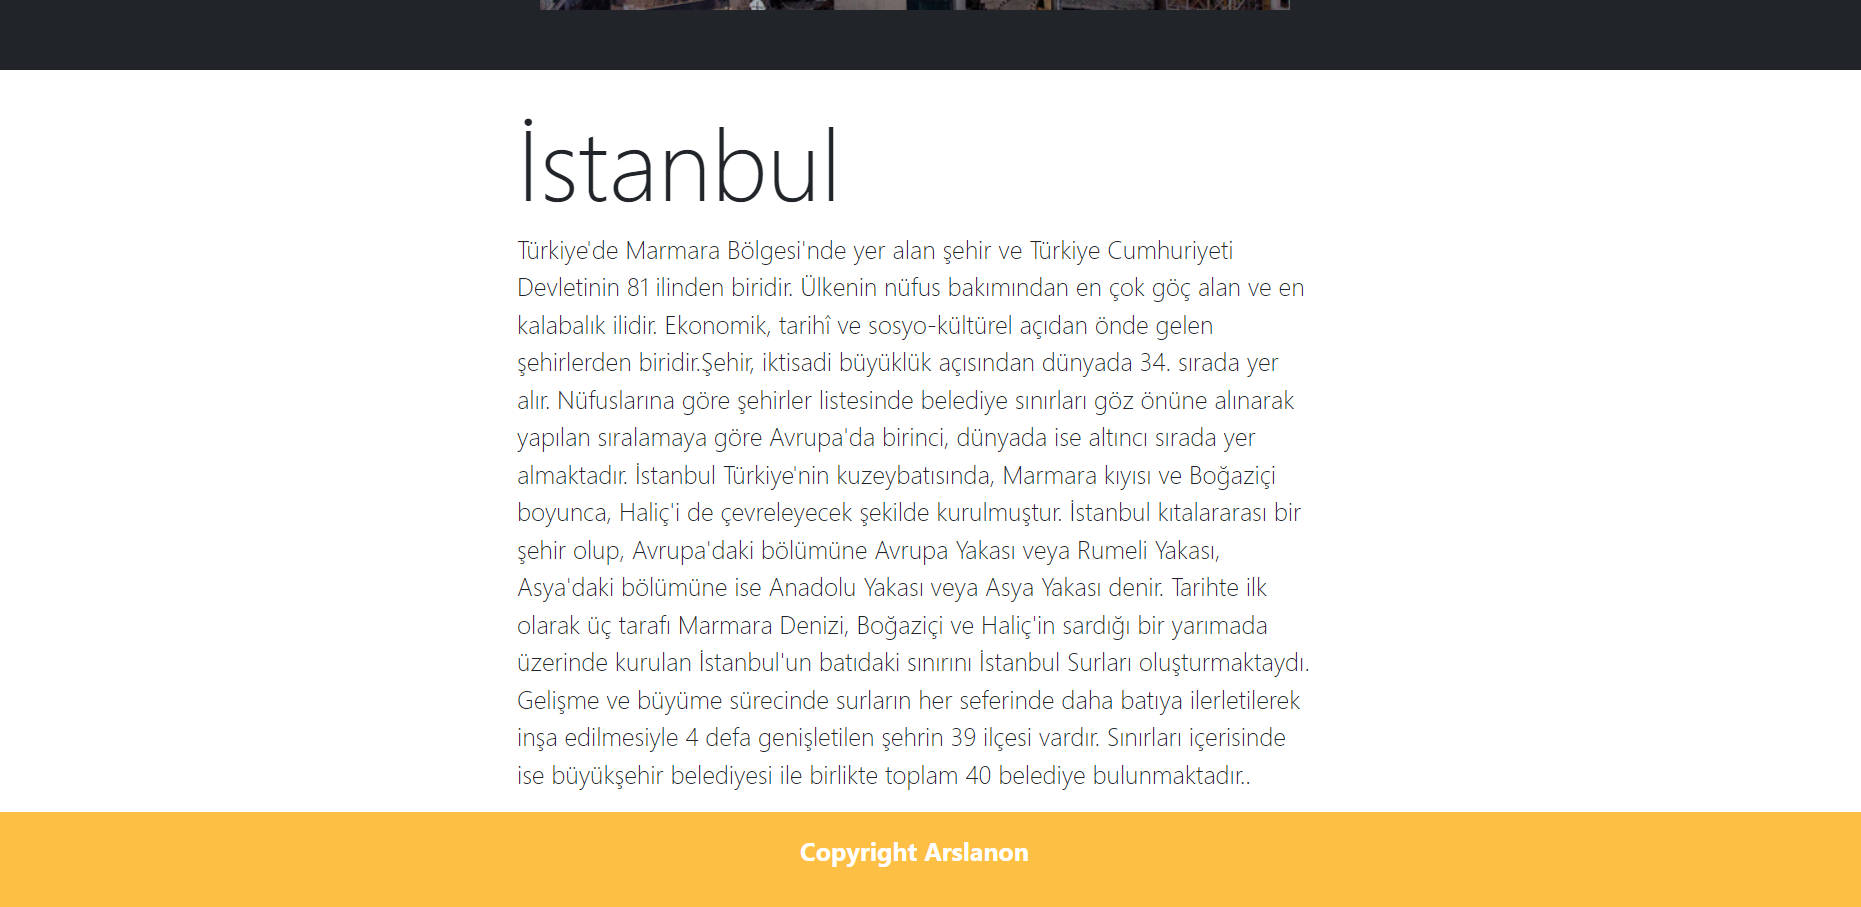 İstanbul
Türkiye'de Marmara Bölgesi'nde yer alan şehir ve Türkiye Cumhuriyeti
Devletinin 81 ilinden biridir. Ülkenin nüfus bakımından en çok göç alan ve en
kalabalık ilidir. Ekonomik, tarihî ve sosyo-kültürel açıdan önde gelen
şehirlerden biridir.Şehir, iktisadi büyüklük açısından dünyada 34. sırada yer
alır. Nüfuslarına göre şehirler listesinde belediye sınırları göz önüne alınarak
yapılan sıralamaya göre Avrupa'da birinci, dünyada ise altıncı sırada yer
almaktadır. İstanbul Türkiye'nin kuzeybatısında, Marmara kıyısı ve Boğaziçi
boyunca, Haliç'i de çevreleyecek şekilde kurulmuştur. İstanbul kıtalararası bir
şehir olup, Avrupa'daki bölümüne Avrupa Yakası veya Rumeli Yakası,
Asya'daki bölümüne ise Anadolu Yakası veya Asya Yakası denir. Tarihte ilk
olarak üç tarafı Marmara Denizi, Boğaziçi ve Haliç'in sardığı bir yarımada
üzerinde kurulan İstanbul'un batıdaki sınırını İstanbul Surları oluşturmaktaydı.
Gelişme ve büyüme sürecinde surların her seferinde daha batıya ilerletilerek
inşa edilmesiyle 4 defa genişletilen şehrin 39 ilçesi vardır. Sınırları içerisinde
ise büyükşehir belediyesi ile birlikte toplam 40 belediye bulunmaktadır..
Copyright Arslanon